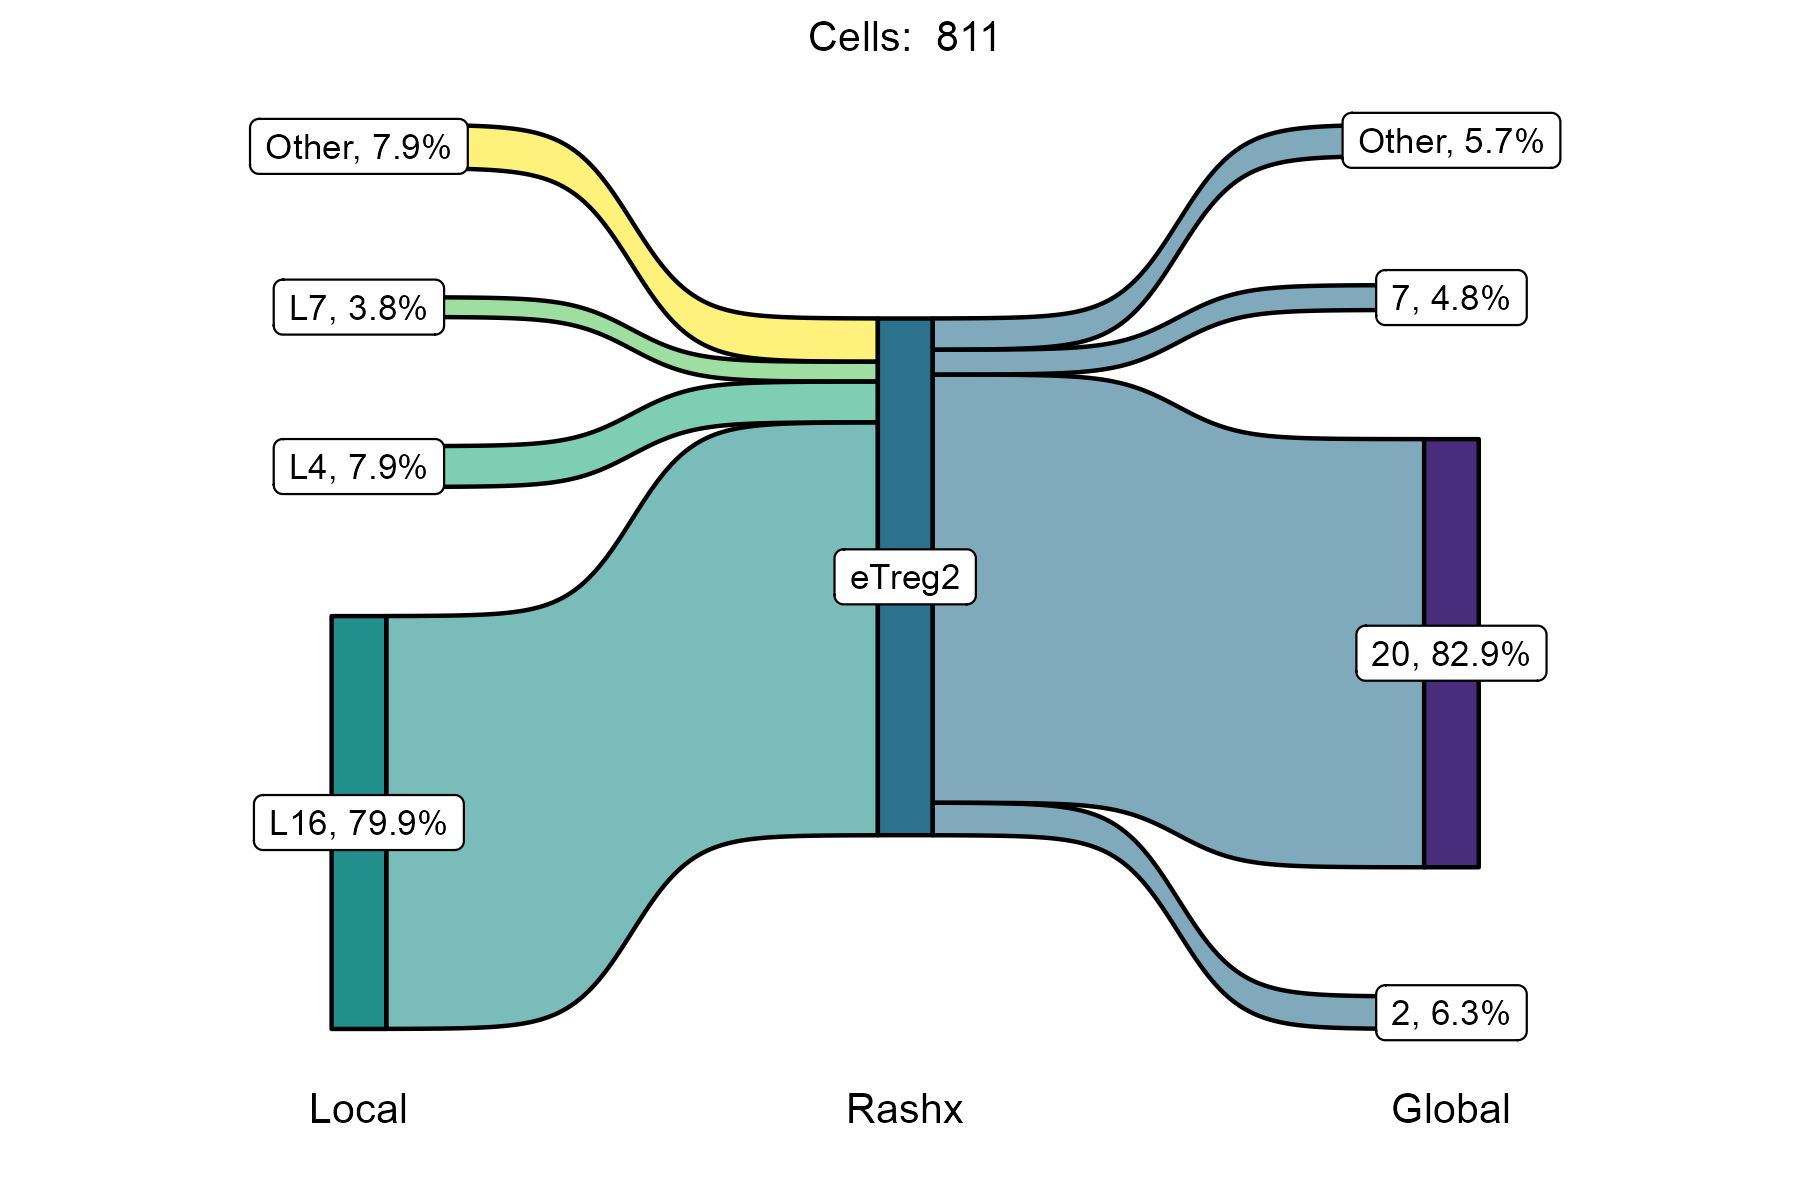 Cells:  811
Other, 7.9%
Other, 5.7%
L7, 3.8%
7, 4.8%
L4, 7.9%
eTreg2
20, 82.9%
L16, 79.9%
2, 6.3%
Local
Rashx
Global